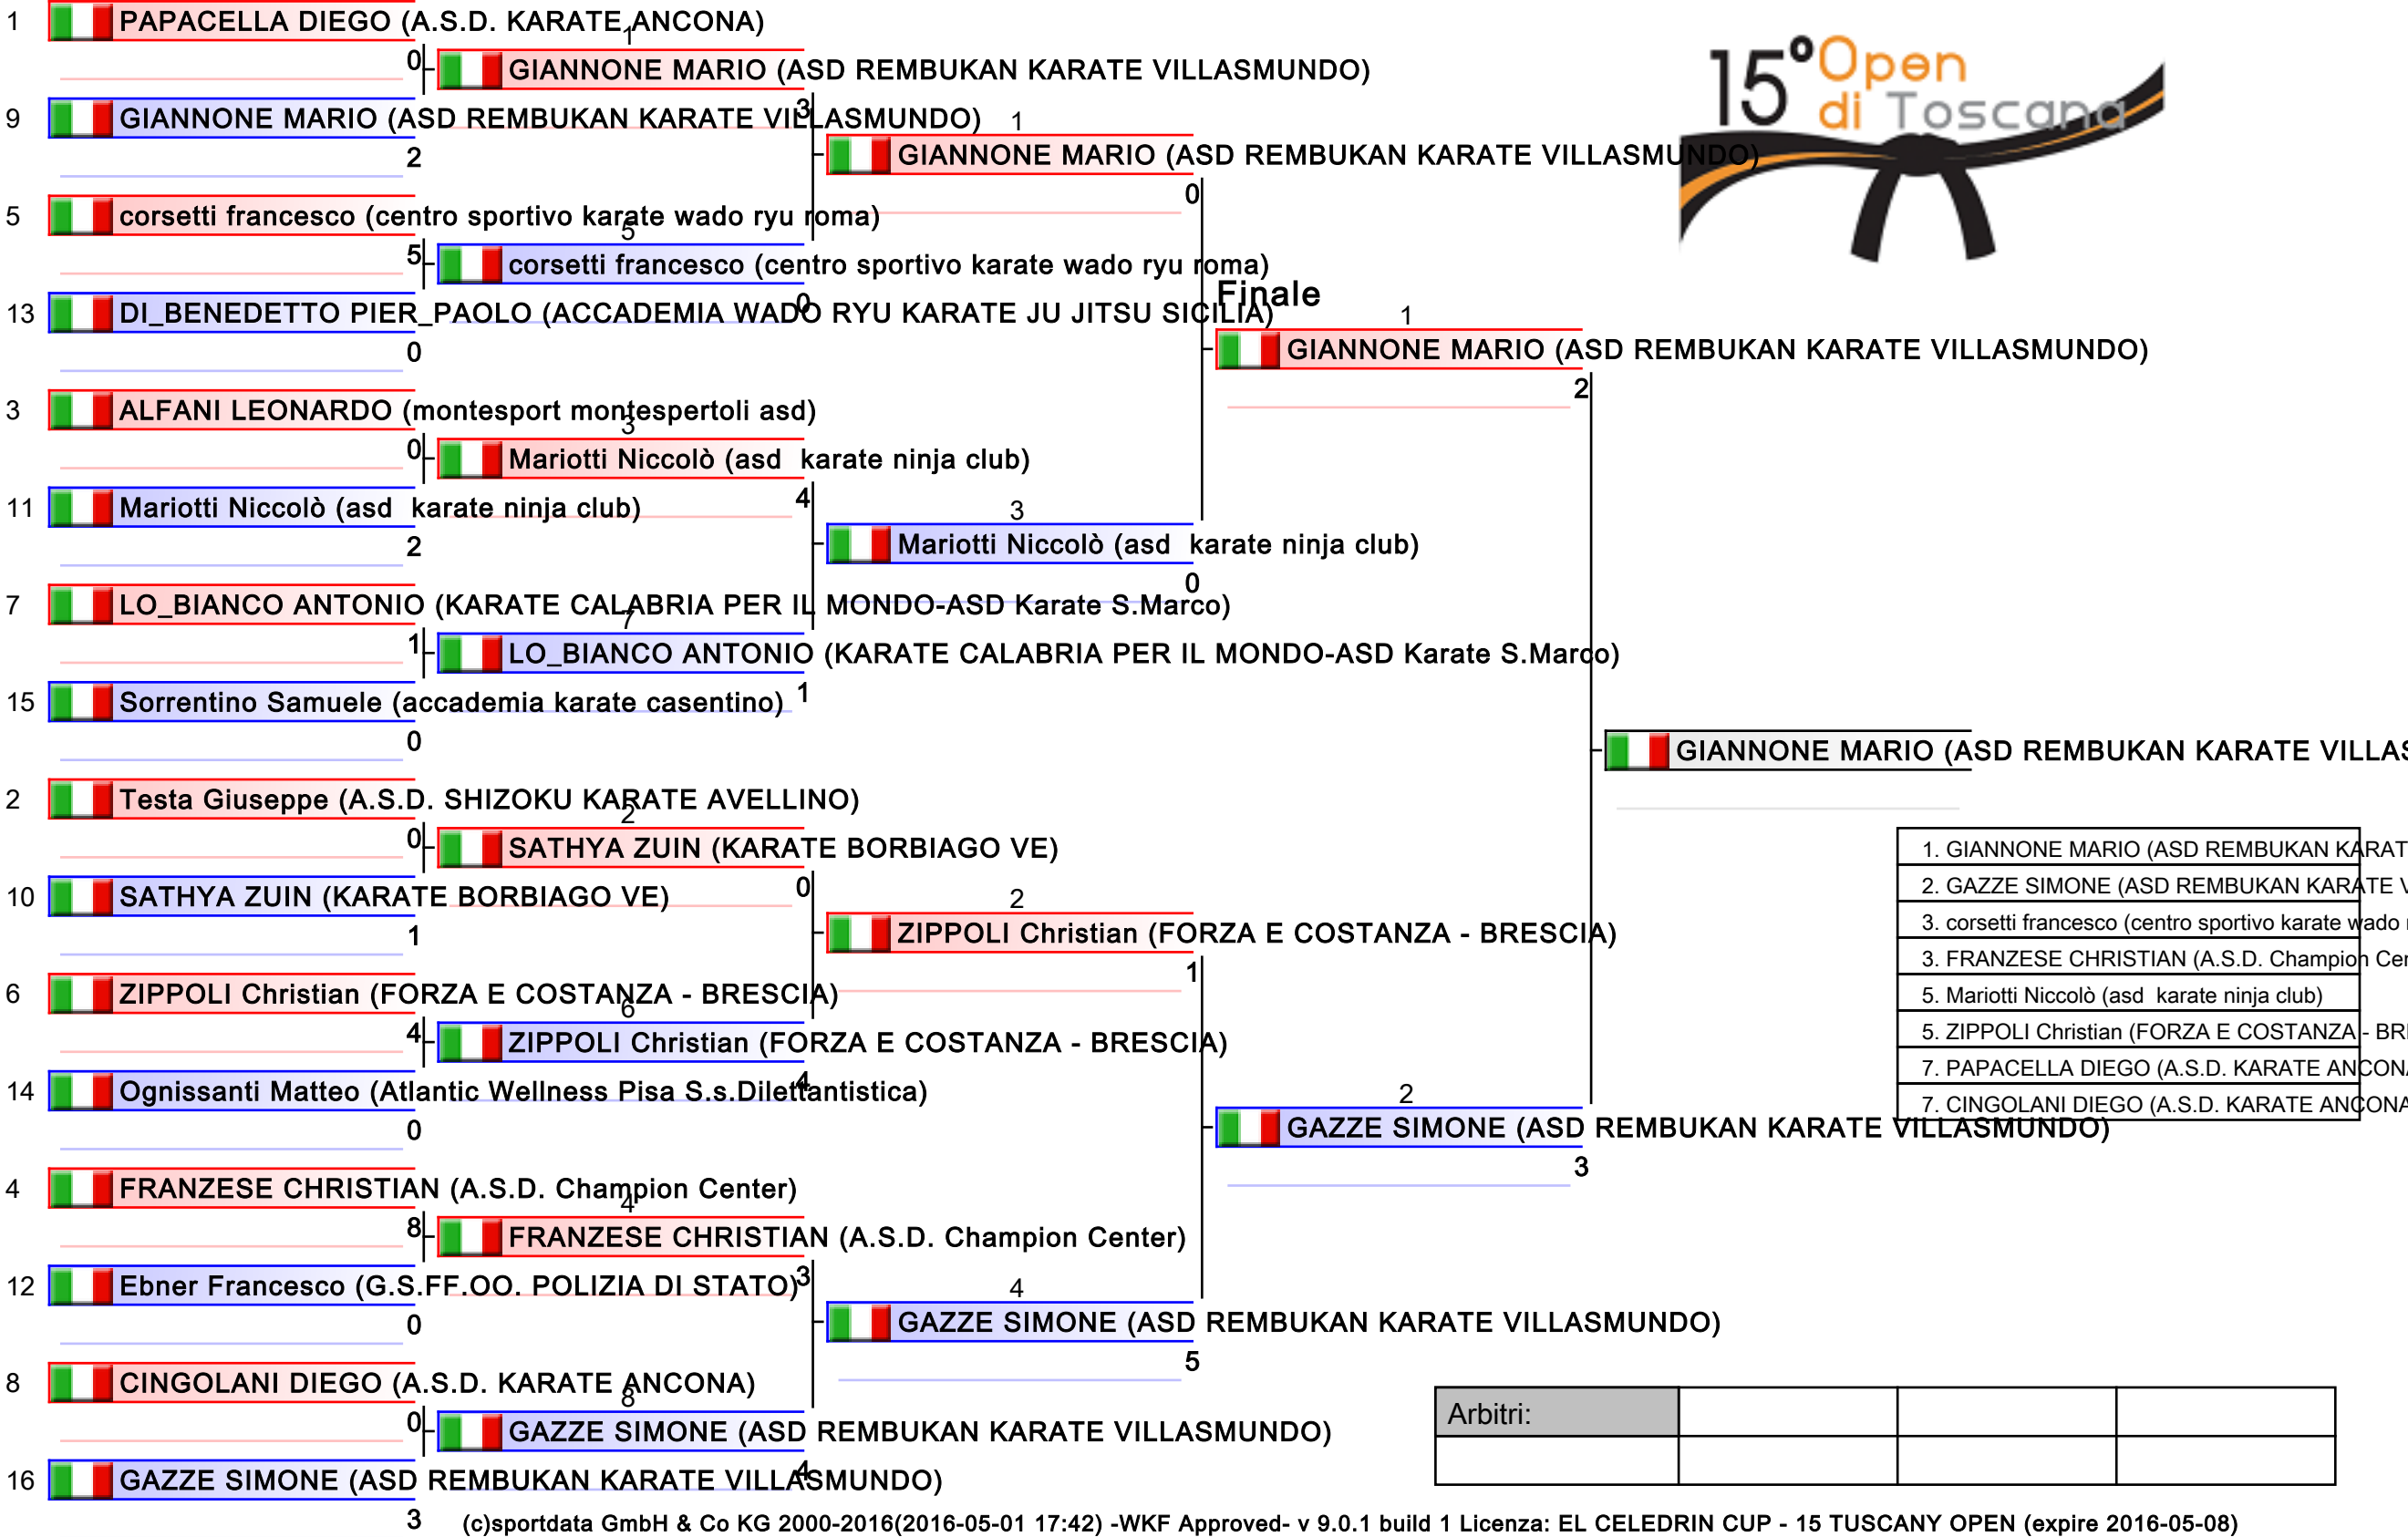 1 PAPACELLA DIEGO (A.S.D. KARATE ANCONA)
0
9 GIANNONE MARIO (ASD REMBUKAN KARATE VILLASMUNDO)
2
5 corsetti francesco (centro sportivo karate wado ryu roma)
5
13 DI_BENEDETTO PIER_PAOLO (ACCADEMIA WADO RYU KARATE JU JITSU SICILIA)
0
3 ALFANI LEONARDO (montesport montespertoli asd)
0
11 Mariotti Niccolò (asd  karate ninja club)
2
7 LO_BIANCO ANTONIO (KARATE CALABRIA PER IL MONDO-ASD Karate S.Marco)
1
15 Sorrentino Samuele (accademia karate casentino)
0
2 Testa Giuseppe (A.S.D. SHIZOKU KARATE AVELLINO)
0
10 SATHYA ZUIN (KARATE BORBIAGO VE)
1
6 ZIPPOLI Christian (FORZA E COSTANZA - BRESCIA)
4
14 Ognissanti Matteo (Atlantic Wellness Pisa S.s.Dilettantistica)
0
4 FRANZESE CHRISTIAN (A.S.D. Champion Center)
8
12 Ebner Francesco (G.S.FF.OO. POLIZIA DI STATO)
0
8 CINGOLANI DIEGO (A.S.D. KARATE ANCONA)
0
16 GAZZE SIMONE (ASD REMBUKAN KARATE VILLASMUNDO)
3
1
GIANNONE MARIO (ASD REMBUKAN KARATE VILLASMUNDO)
3
5
corsetti francesco (centro sportivo karate wado ryu roma)
0
3
Mariotti Niccolò (asd  karate ninja club)
4
7
LO_BIANCO ANTONIO (KARATE CALABRIA PER IL MONDO-ASD Karate S.Marco)
1
2
SATHYA ZUIN (KARATE BORBIAGO VE)
0
6
ZIPPOLI Christian (FORZA E COSTANZA - BRESCIA)
4
4
FRANZESE CHRISTIAN (A.S.D. Champion Center)
3
8
GAZZE SIMONE (ASD REMBUKAN KARATE VILLASMUNDO)
4
1
GIANNONE MARIO (ASD REMBUKAN KARATE VILLASMUNDO)
0
3
Mariotti Niccolò (asd  karate ninja club)
0
2
ZIPPOLI Christian (FORZA E COSTANZA - BRESCIA)
1
4
GAZZE SIMONE (ASD REMBUKAN KARATE VILLASMUNDO)
5
Finale
1
GIANNONE MARIO (ASD REMBUKAN KARATE VILLASMUNDO)
2
2
GAZZE SIMONE (ASD REMBUKAN KARATE VILLASMUNDO)
3
15° Open
di Toscana
GIANNONE MARIO (ASD REMBUKAN KARATE VILLAS
1. GIANNONE MARIO (ASD REMBUKAN KARAT
2. GAZZE SIMONE (ASD REMBUKAN KARATE V
3. corsetti francesco (centro sportivo karate wado
3. FRANZESE CHRISTIAN (A.S.D. Champion Cen
5. Mariotti Niccolò (asd  karate ninja club)
5. ZIPPOLI Christian (FORZA E COSTANZA - BRE
7. PAPACELLA DIEGO (A.S.D. KARATE ANCONA
7. CINGOLANI DIEGO (A.S.D. KARATE ANCONA
Arbitri:
(c)sportdata GmbH & Co KG 2000-2016(2016-05-01 17:42) -WKF Approved- v 9.0.1 build 1 Licenza: EL CELEDRIN CUP - 15 TUSCANY OPEN (expire 2016-05-08)